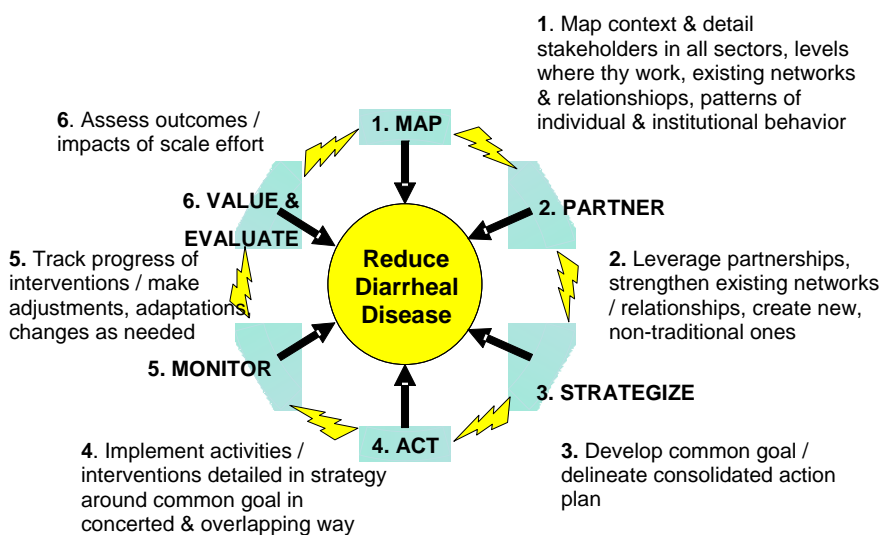 1. Map context & detail
stakeholders in all sectors, levels
where thy work, existing networks
& relationshiops, patterns of
individual & institutional behavior
6. Assess outcomes /
impacts of scale effort
1. MAP
6. VALUE &
EVALUATE
2. PARTNER
Reduce
Diarrheal
Disease
5. Track progress of
interventions / make
adjustments, adaptations,
changes as needed
2. Leverage partnerships,
strengthen existing networks
/ relationships, create new,
non-traditional ones
5. MONITOR
3. STRATEGIZE
4. ACT
4. Implement activities /
interventions detailed in strategy
around common goal in
concerted & overlapping way
3. Develop common goal /
delineate consolidated action
plan